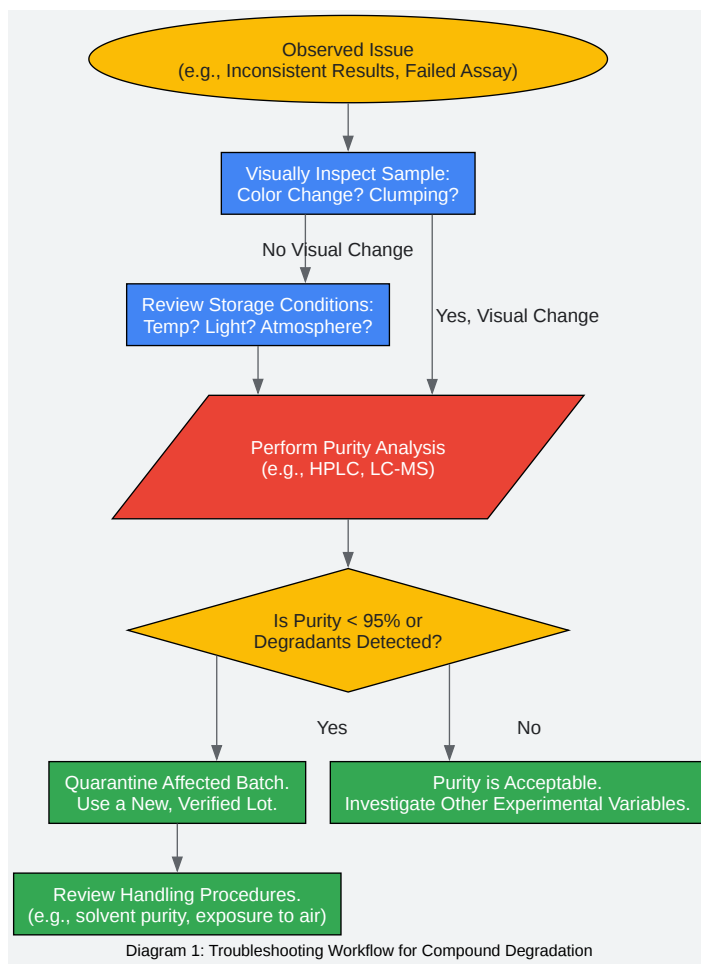 Observed Issue
(e.g., Inconsistent Results, Failed Assay)
Visually Inspect Sample:
Color Change? Clumping?
No Visual Change
Review Storage Conditions:
Temp? Light? Atmosphere?
Yes, Visual Change
Perform Purity Analysis
(e.g., HPLC, LC-MS)
Is Purity < 95% or
Degradants Detected?
Yes
No
Quarantine Affected Batch.
Use a New, Verified Lot.
Purity is Acceptable.
Investigate Other Experimental Variables.
Review Handling Procedures.
(e.g., solvent purity, exposure to air)
Diagram 1: Troubleshooting Workflow for Compound Degradation